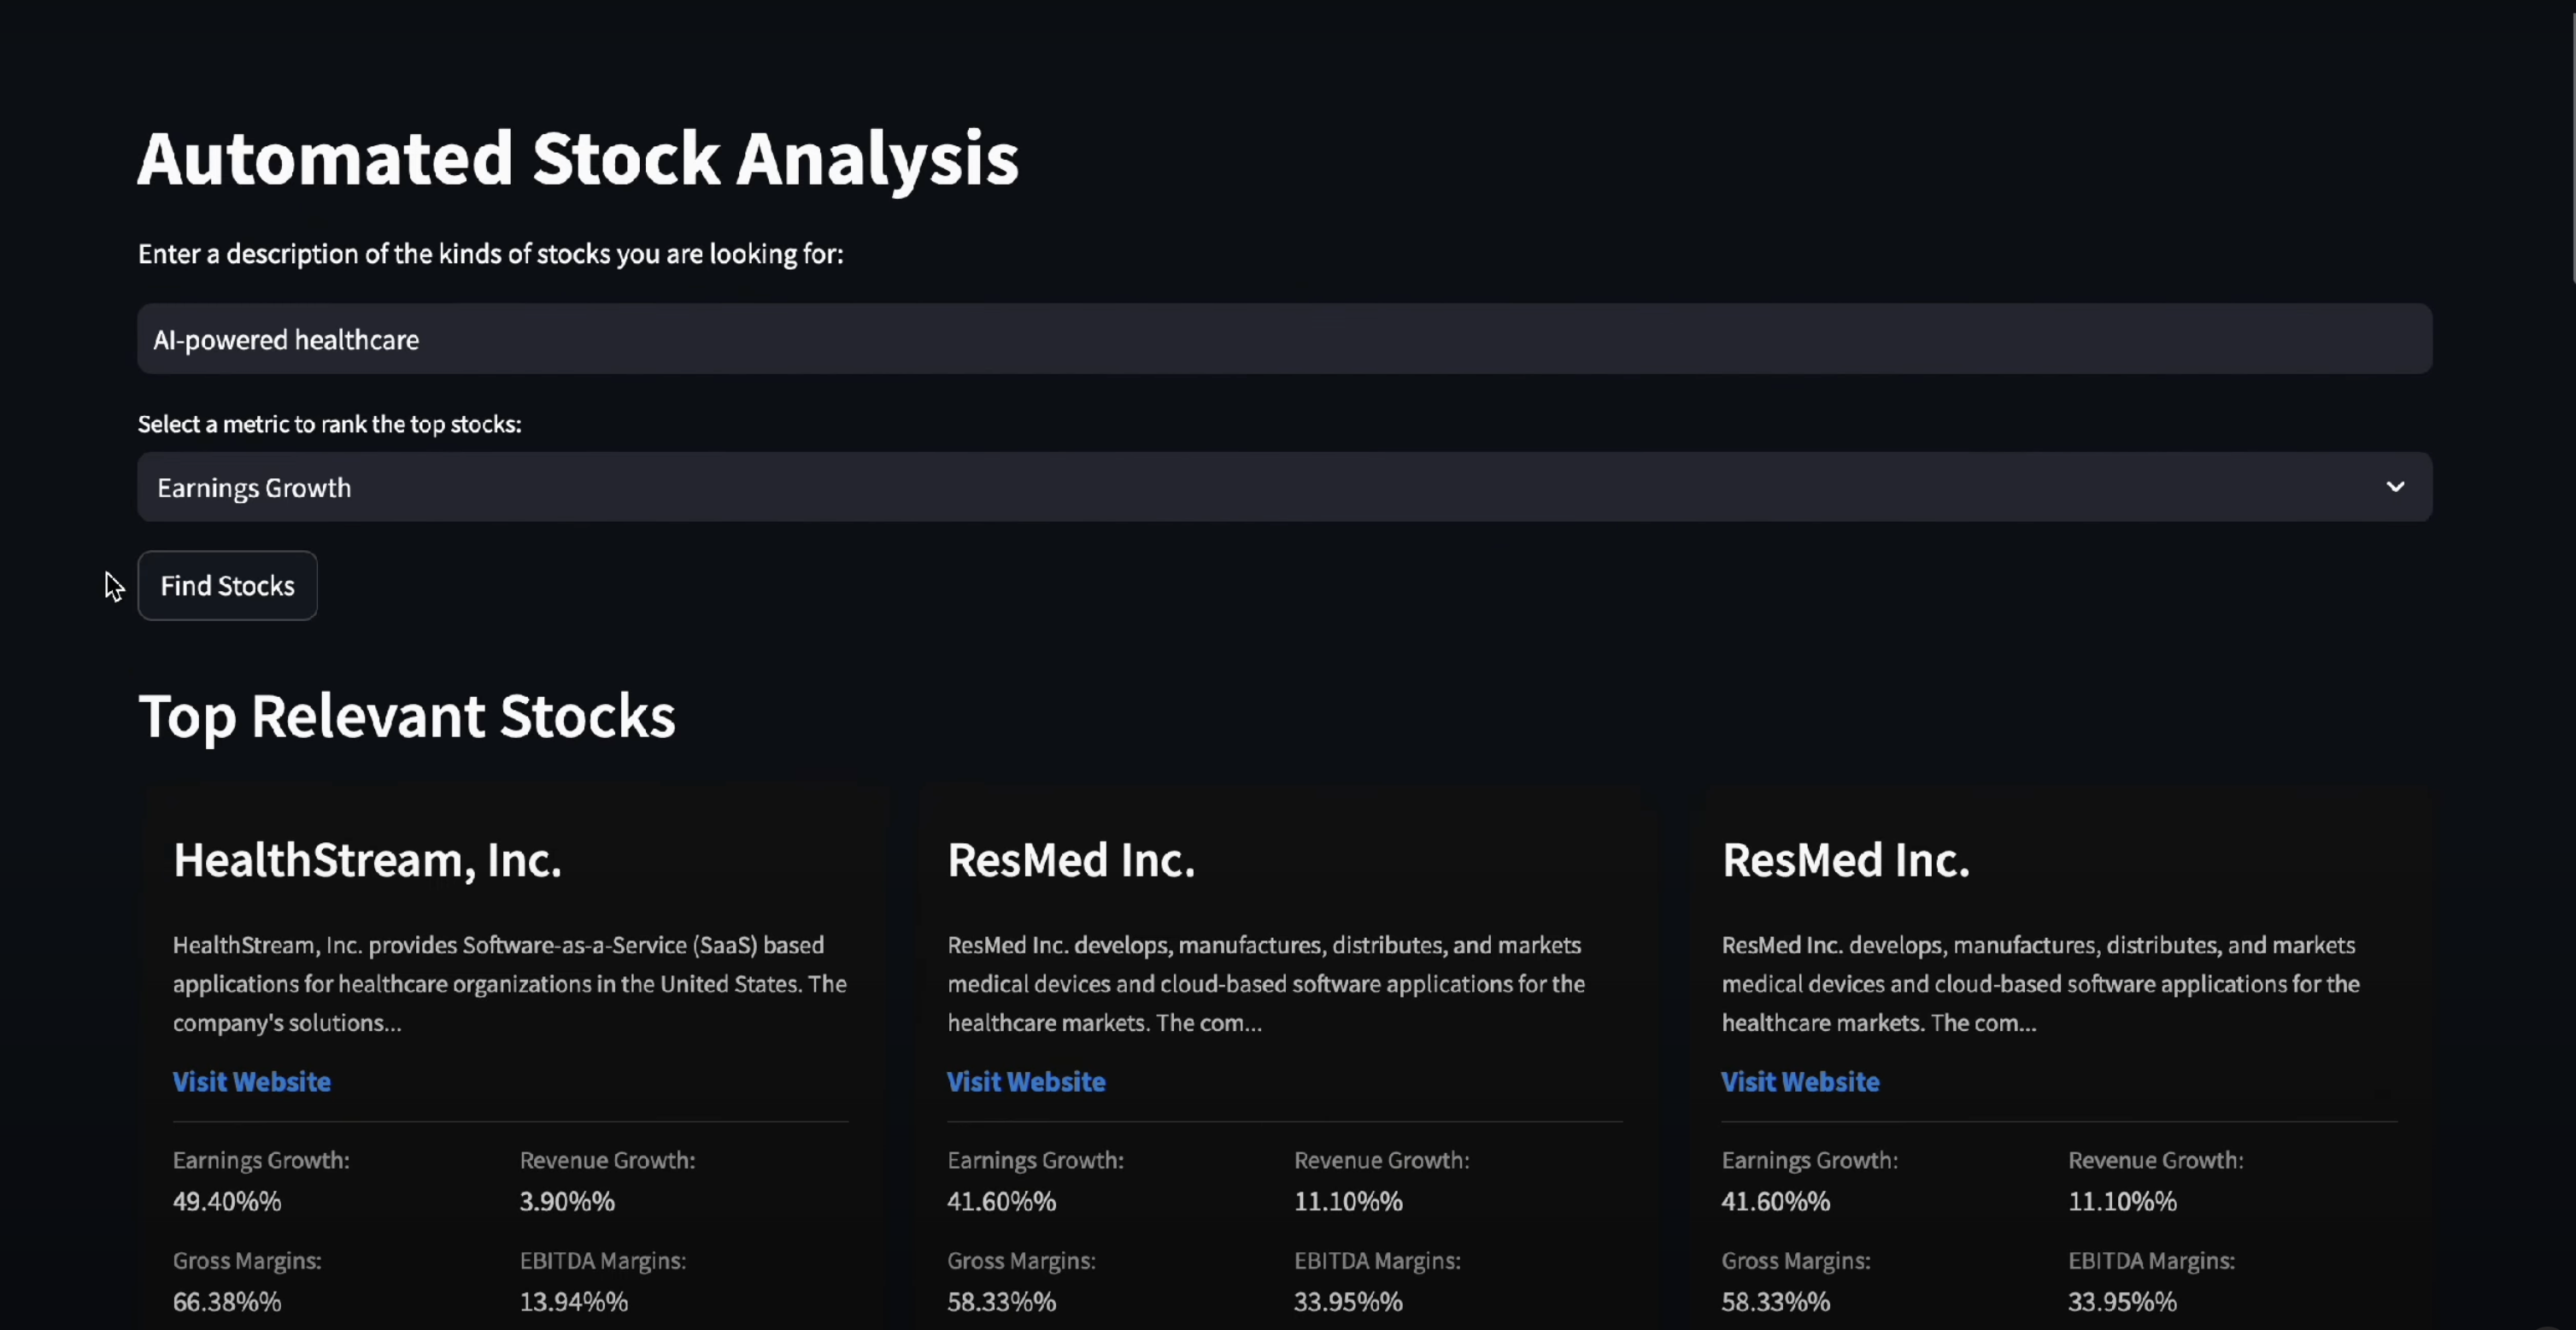 Automated Stock Analysis
Enter a description of the kinds of stocks you are looking for:
AI-powered healthcare
Select a metric to rank the top stocks:
Earnings Growth
Find Stocks
Top Relevant Stocks
HealthStream, Inc.
HealthStream, Inc. provides Software-as-a-Service (SaaS) based
applications for healthcare organizations in the United States. The
company's solutions...
Visit Website
Earnings Growth: Revenue Growth:
49.40%% 3.90%%
Gross Margins: EBITDA Margins:
66.38%% 13.94%%
ResMed Inc.
ResMed Inc. develops, manufactures, distributes, and markets
medical devices and cloud-based software applications for the
healthcare markets. The com...
Visit Website
Earnings Growth: Revenue Growth:
41.60%% 11.10%%
Gross Margins: EBITDA Margins:
58.33%% 33.95%%
ResMed Inc.
ResMed Inc. develops, manufactures, distributes, and markets
medical devices and cloud-based software applications for the
healthcare markets. The com...
Visit Website
Earnings Growth: Revenue Growth:
41.60%% 11.10%%
Gross Margins: EBITDA Margins:
58.33%% 33.95%%